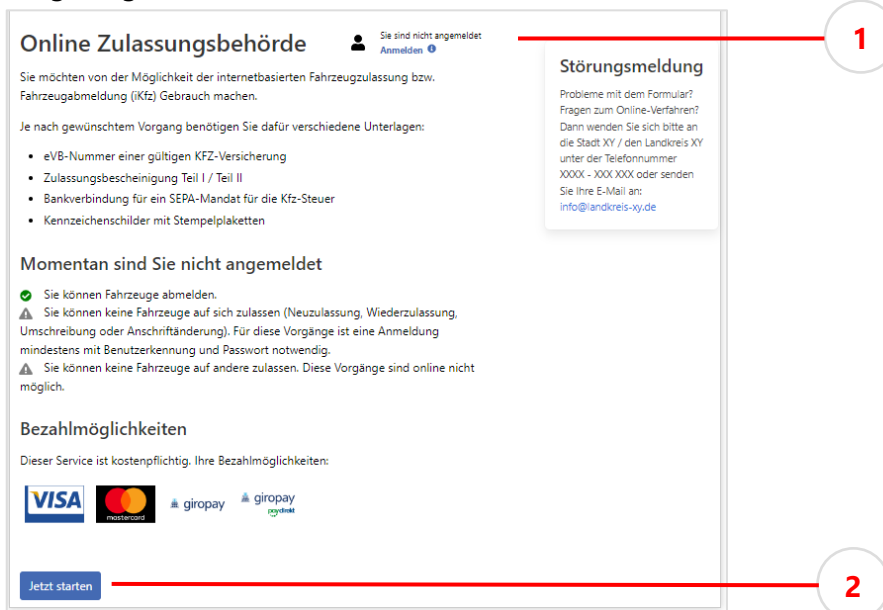 Online Zulassungsbehörde
Sie sind nicht angemeldet
Anmelden
1
Sie möchten von der Möglichkeit der internetbasierten Fahrzeugzulassung bzw.
Fahrzeugabmeldung (iKfz) Gebrauch machen.
Je nach gewünschtem Vorgang benötigen Sie dafür verschiedene Unterlagen:
• eVB-Nummer einer gültigen KFZ-Versicherung
• Zulassungsbescheinigung Teil I / Teil II
• Bankverbindung für ein SEPA-Mandat für die Kfz-Steuer
• Kennzeichenschilder mit Stempelplaketten
Störungsmeldung
Probleme mit dem Formular?
Fragen zum Online-Verfahren?
Dann wenden Sie sich bitte an
die Stadt XY / den Landkreis XY
unter der Telefonnummer
XXXX - XXX XXX oder senden
Sie Ihre E-Mail an:
info@landkreis-xy.de
Momentan sind Sie nicht angemeldet
Sie können Fahrzeuge abmelden.
Sie können keine Fahrzeuge auf sich zulassen (Neuzulassung, Wiederzulassung,
Umschreibung oder Anschriftänderung). Für diese Vorgänge ist eine Anmeldung
mindestens mit Benutzerkennung und Passwort notwendig.
Sie können keine Fahrzeuge auf andere zulassen. Diese Vorgänge sind online nicht
möglich.
Bezahlmöglichkeiten
Dieser Service ist kostenpflichtig. Ihre Bezahlmöglichkeiten:
VISA
mastercard
giropay
giropay
paydirekt
Jetzt starten
2